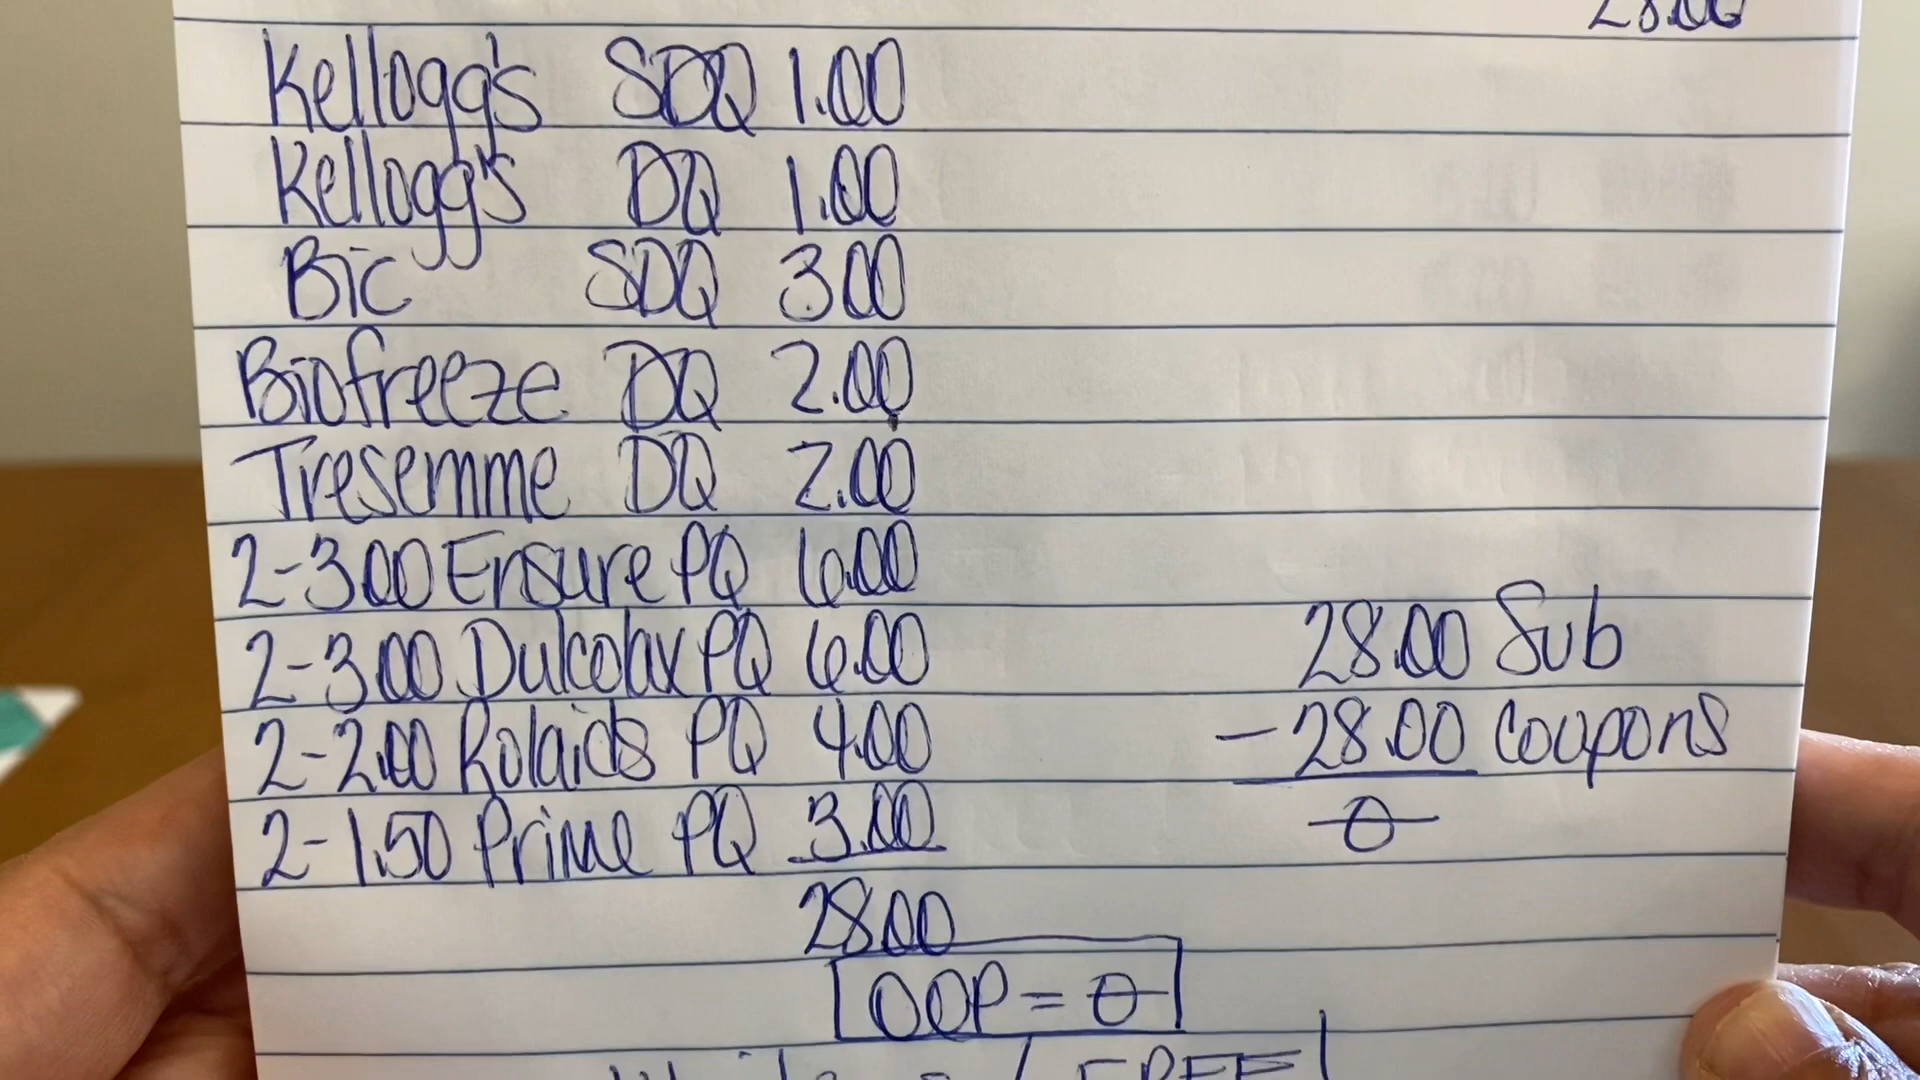 28.00
Kellogg's SDQ 1.00
Kellogg's DQ 1.00
Bic SDQ 3.00
Biofreeze DQ 2.00
Tresemme DQ 2.00
2-3.00 Ensure PQ 6.00
2-3.00 Dulcolax PQ 6.00
2-2.00 Rolaids PQ 4.00
2-1.50 Prime PQ 3.00
28.00
28.00 Sub
-28.00 coupons
0
OOP = 0
FREE